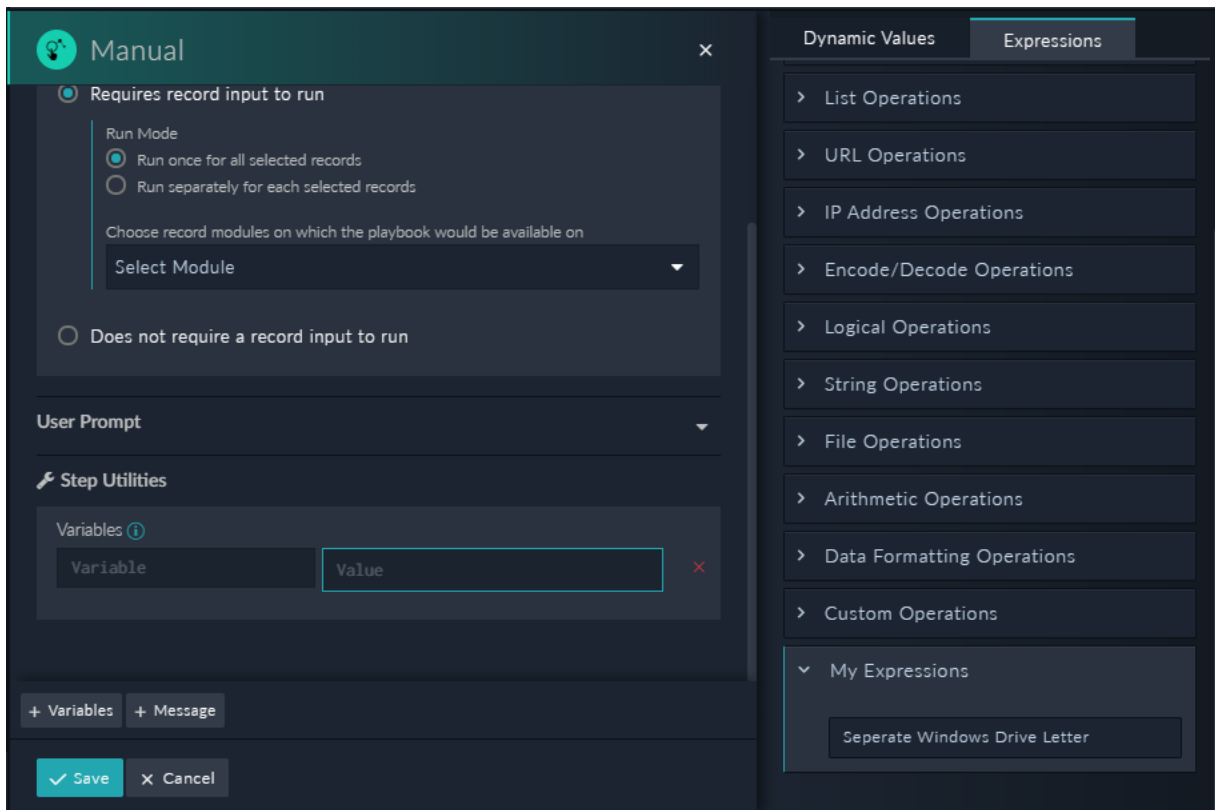 Manual
×
Requires record input to run
Run Mode
Run once for all selected records
Run separately for each selected records
Choose record modules on which the playbook would be available on
Select Module
Does not require a record input to run
User Prompt
Step Utilities
Variables
Variable
Value
+ Variables
+ Message
Save
× Cancel
Dynamic Values
Expressions
List Operations
URL Operations
IP Address Operations
Encode/Decode Operations
Logical Operations
String Operations
File Operations
Arithmetic Operations
Data Formatting Operations
Custom Operations
My Expressions
Seperate Windows Drive Letter